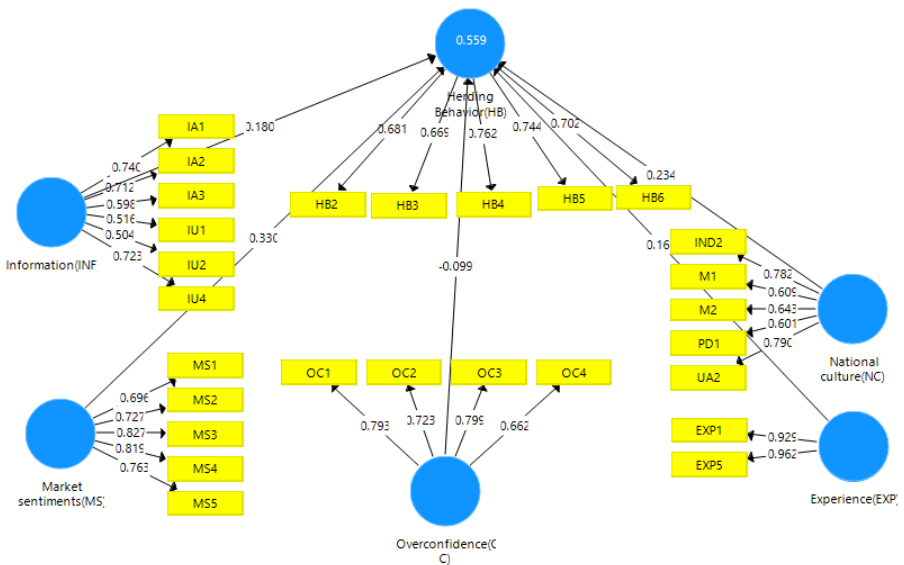 0.559
Herding
Behavior(HB)
0.180
0.681
0.669
0.762
0.744
0.702
0.234
IA1
IA2
IA3
IU1
IU2
IU4
0.740
0.712
0.598
0.516
0.504
0.723
Information(INF
HB2
HB3
HB4
HB5
HB6
0.330
-0.099
0.16
IND2
M1
M2
PD1
UA2
0.782
0.609
0.643
0.601
0.790
National
culture(NC)
MS1
MS2
MS3
MS4
MS5
0.696
0.727
0.827
0.819
0.763
Market
sentiments(MS)
OC1
OC2
OC3
OC4
0.793
0.723
0.799
0.662
Overconfidence(C
C)
EXP1
EXP5
0.929
0.962
Experience(EXP)